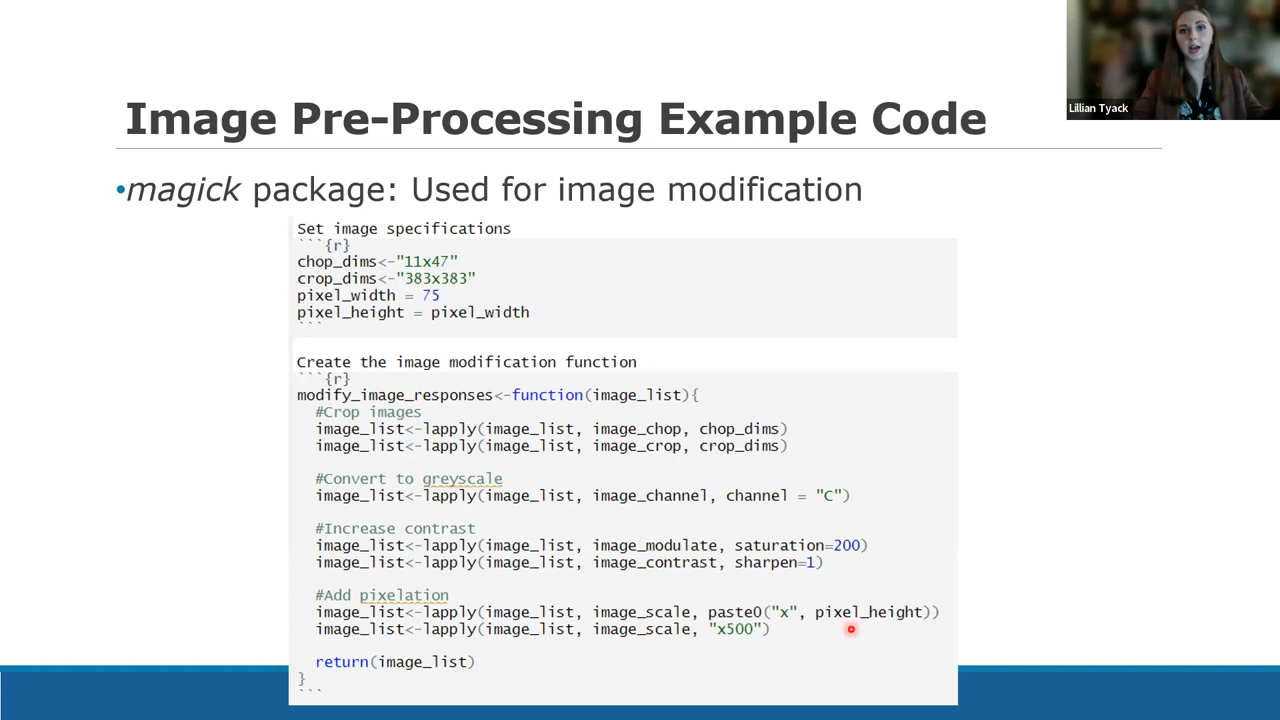 Lillian Tyack
Image Pre-Processing Example Code
•magick package: Used for image modification
Set image specifications
```{r}
chop_dims<-"11x47"
crop_dims<-"383x383"
pixel_width = 75
pixel_height = pixel_width
```
Create the image modification function
```{r}
modify_image_responses<-function(image_list){
#Crop images
image_list<-lapply(image_list, image_chop, chop_dims)
image_list<-lapply(image_list, image_crop, crop_dims)
#Convert to greyscale
image_list<-lapply(image_list, image_channel, channel = "C")
#Increase contrast
image_list<-lapply(image_list, image_modulate, saturation=200)
image_list<-lapply(image_list, image_contrast, sharpen=1)
#Add pixelation
image_list<-lapply(image_list, image_scale, paste0("x", pixel_height))
image_list<-lapply(image_list, image_scale, "x500")
return(image_list)
}
```